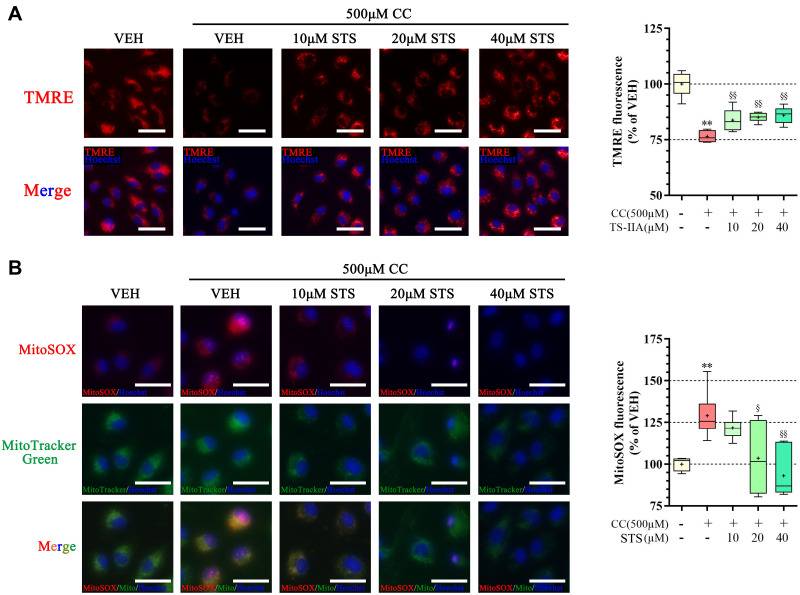 A
500μM CC
VEH
VEH
10μM STS
20μM STS
40μM STS
TMRE
TMRE
Hoechst
TMRE
Hoechst
TMRE
Hoechst
TMRE
Hoechst
TMRE
Hoechst
Merge
TMRE fluorescence
(% of VEH)
125
100
75
50
**
§§
§§
§§
CC(500μM) - + + + +
TS-IIA(μM) - - 10 20 40
B
500μM CC
VEH
VEH
10μM STS
20μM STS
40μM STS
MitoSOX
MitoSOX/Hoechst
MitoSOX/Hoechst
MitoSOX/Hoechst
MitoSOX/Hoechst
MitoSOX/Hoechst
MitoTracker
Green
MitoTracker/Hoechst
MitoTracker/Hoechst
MitoTracker/Hoechst
MitoTracker/Hoechst
MitoTracker/Hoechst
Merge
MitoSOX/Mito/Hoechst
MitoSOX/Mito/Hoechst
MitoSOX/Mito/Hoechst
MitoSOX/Mito/Hoechst
MitoSOX/Mito/Hoechst
MitoSOX fluorescence
(% of VEH)
175
150
125
100
75
**
§
§§
CC(500μM) - + + + +
STS(μM) - - 10 20 40